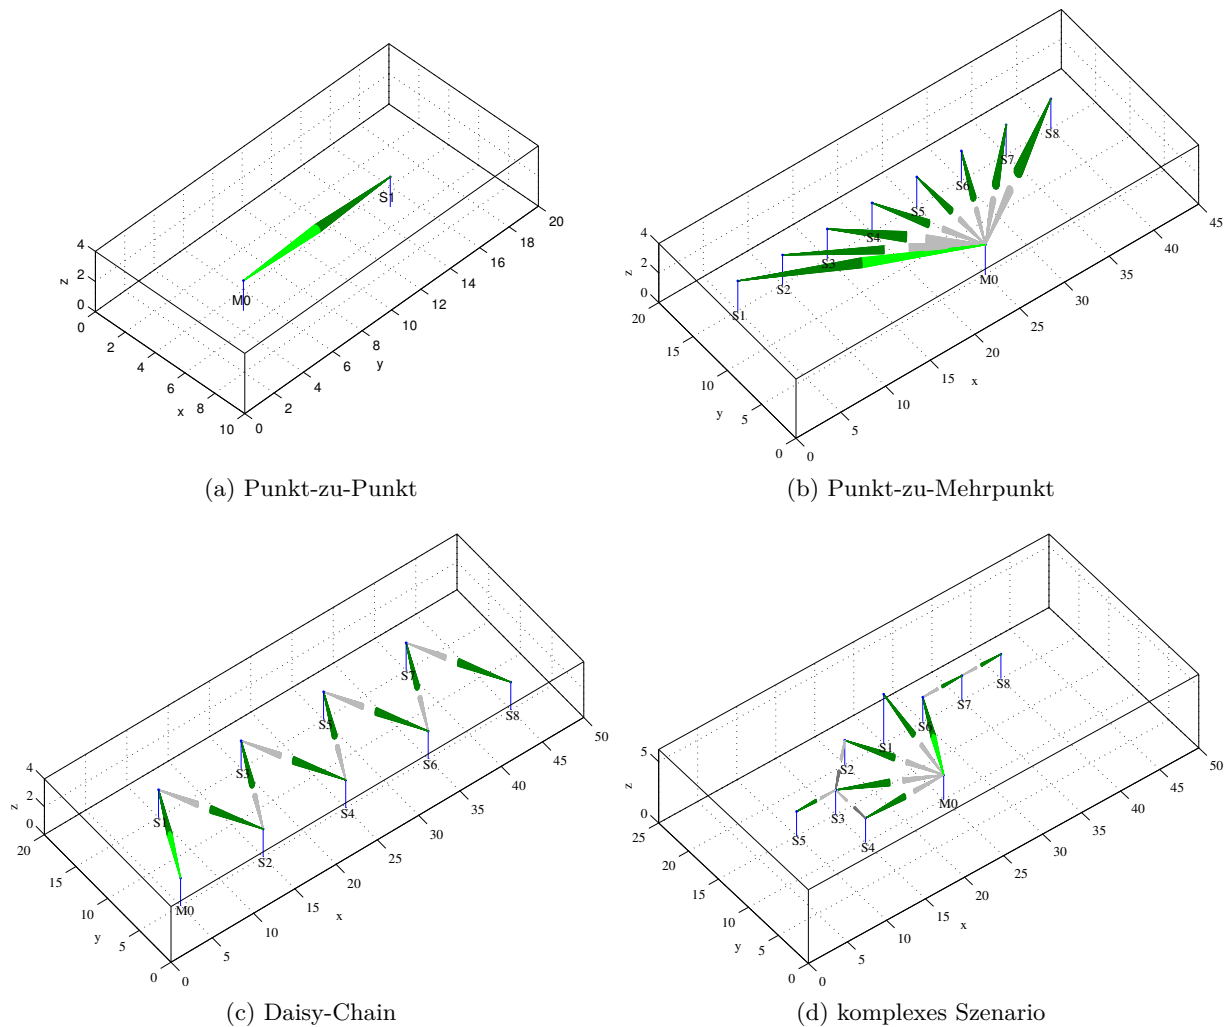 4
2
0
z
0
2
4
6
8
10
x
0
2
4
6
8
10
12
14
16
18
20
y
M0
S1
(a) Punkt-zu-Punkt
4
2
0
z
20
15
10
5
0
y
0
5
10
15
20
25
30
35
40
45
x
S1
S2
S3
S4
S5
S6
S7
S8
M0
(b) Punkt-zu-Mehrpunkt
4
2
0
z
20
15
10
5
0
y
0
5
10
15
20
25
30
35
40
45
50
x
M0
S1
S2
S3
S4
S5
S6
S7
S8
(c) Daisy-Chain
5
0
z
25
20
15
10
5
0
y
0
5
10
15
20
25
30
35
40
45
50
x
S1
S2
S3
S4
S5
S6
S7
S8
M0
(d) komplexes Szenario